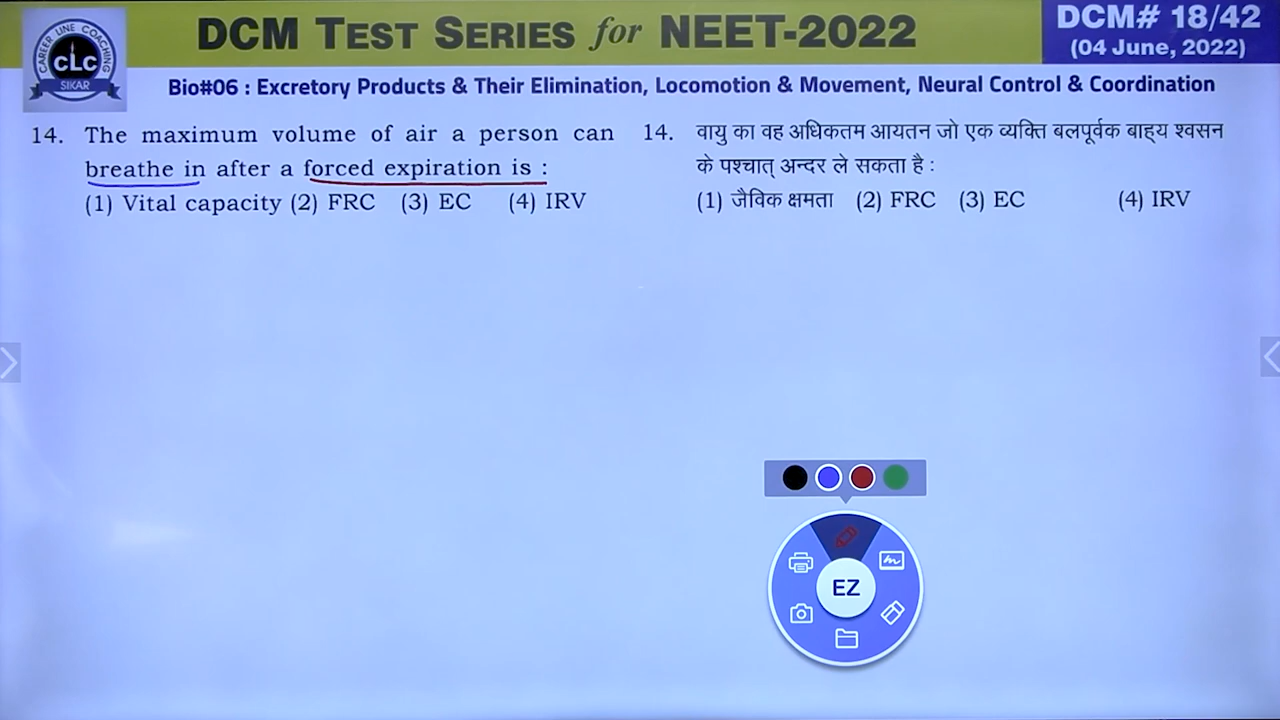 CAREER LINE COACHING
CLC
SIKAR
DCM TEST SERIES for NEET-2022
DCM# 18/42
(04 June, 2022)
Bio#06 : Excretory Products & Their Elimination, Locomotion & Movement, Neural Control & Coordination
14. The maximum volume of air a person can
breathe in after a forced expiration is :
(1) Vital capacity (2) FRC (3) EC (4) IRV
14. वायु का वह अधिकतम आयतन जो एक व्यक्ति बलपूर्वक बाह्य श्वसन
के पश्चात् अन्दर ले सकता है :
(1) जैविक क्षमता (2) FRC (3) EC (4) IRV
EZ